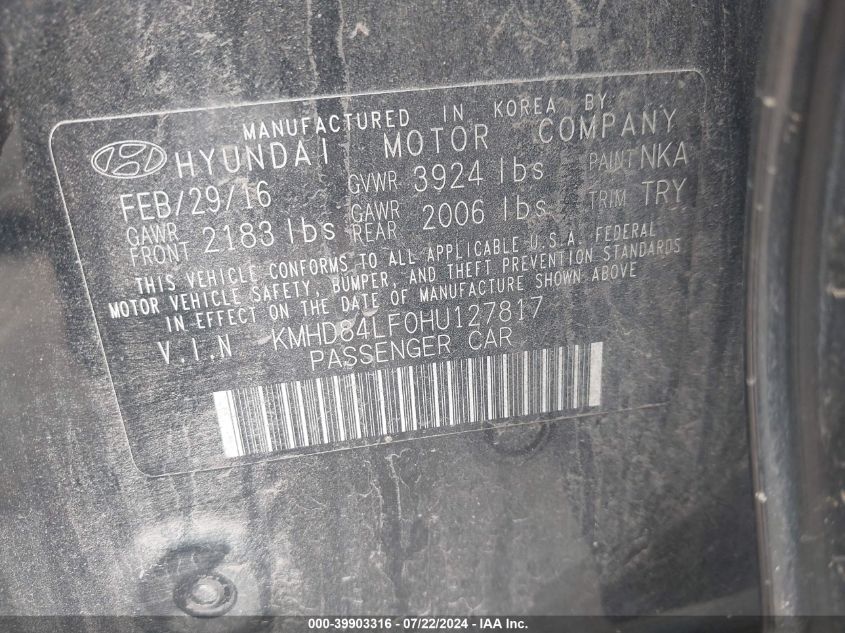 MANUFACTURED IN KOREA BY
HYUNDAI MOTOR COMPANY
FEB/29/16 GVWR 3924 lbs PAINT NKA
GAWR FRONT 2183 lbs GAWR REAR 2006 lbs TRIM TRY
THIS VEHICLE CONFORMS TO ALL APPLICABLE U.S.A. FEDERAL
MOTOR VEHICLE SAFETY, BUMPER, AND THEFT PREVENTION STANDARDS
IN EFFECT ON THE DATE OF MANUFACTURE SHOWN ABOVE
V.I.N KMHD84LF0HU127817
PASSENGER CAR
000-39903316 - 07/22/2024 - IAA Inc.